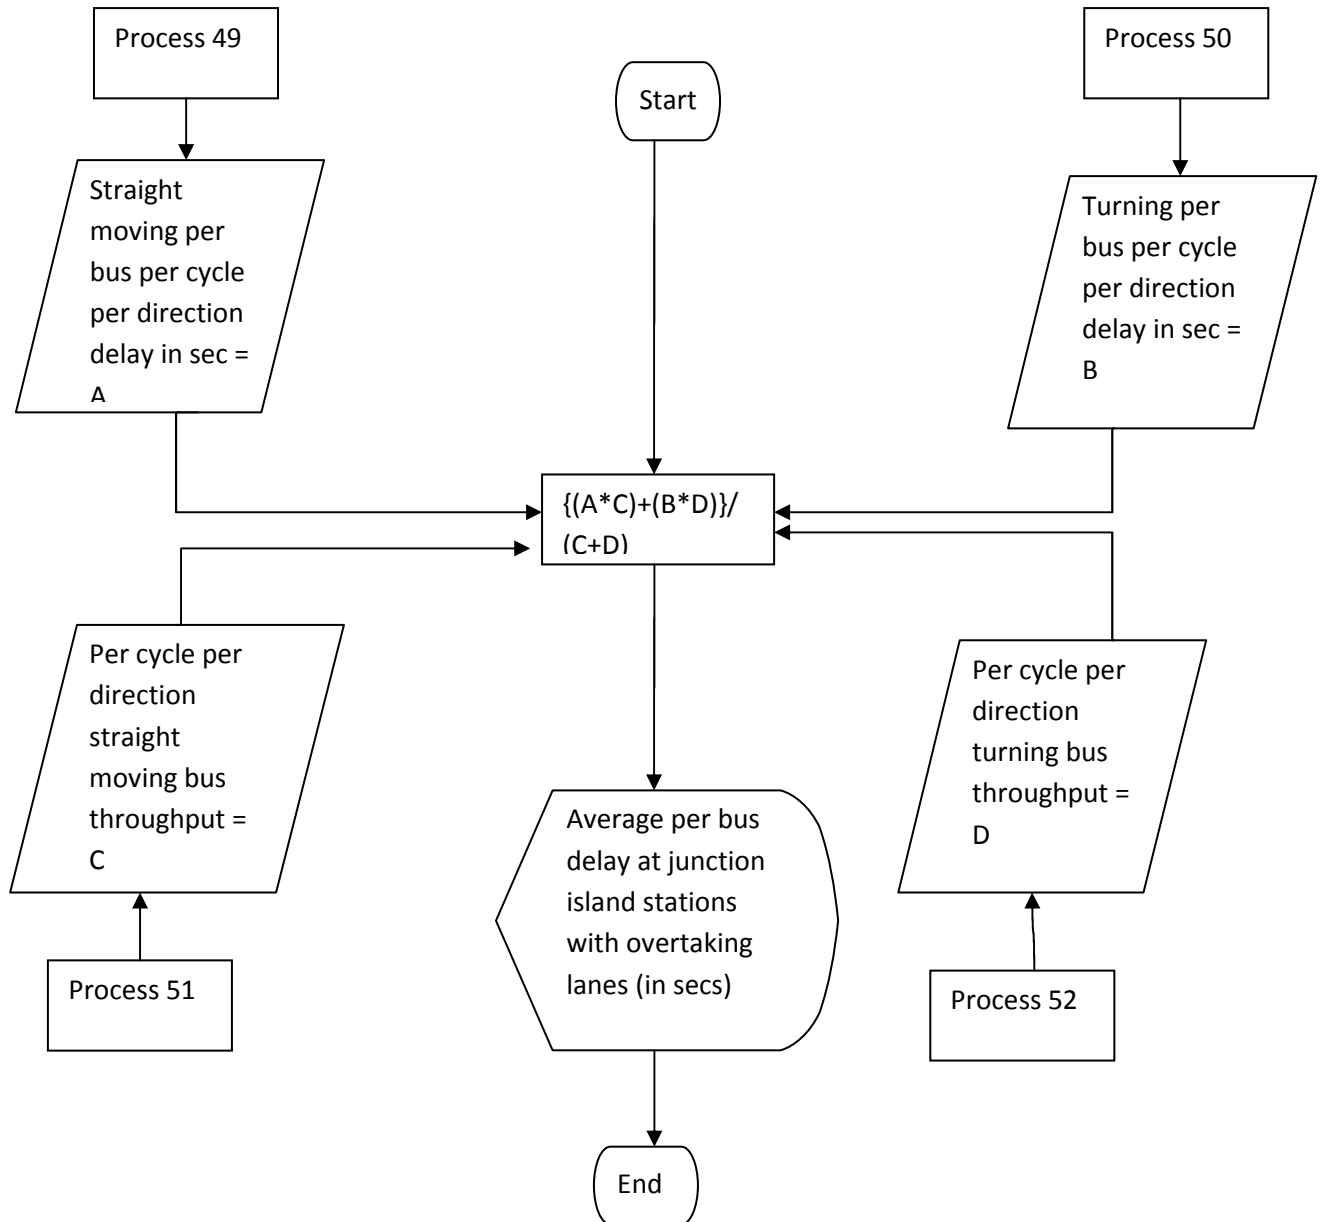 Process 49
Process 50
Start
Straight
moving per
bus per cycle
per direction
delay in sec =
A
Turning per
bus per cycle
per direction
delay in sec =
B
{(A*C)+(B*D)}/
(C+D)
Per cycle per
direction
straight
moving bus
throughput =
C
Per cycle per
direction
turning bus
throughput =
D
Average per bus
delay at junction
island stations
with overtaking
lanes (in secs)
Process 51
Process 52
End